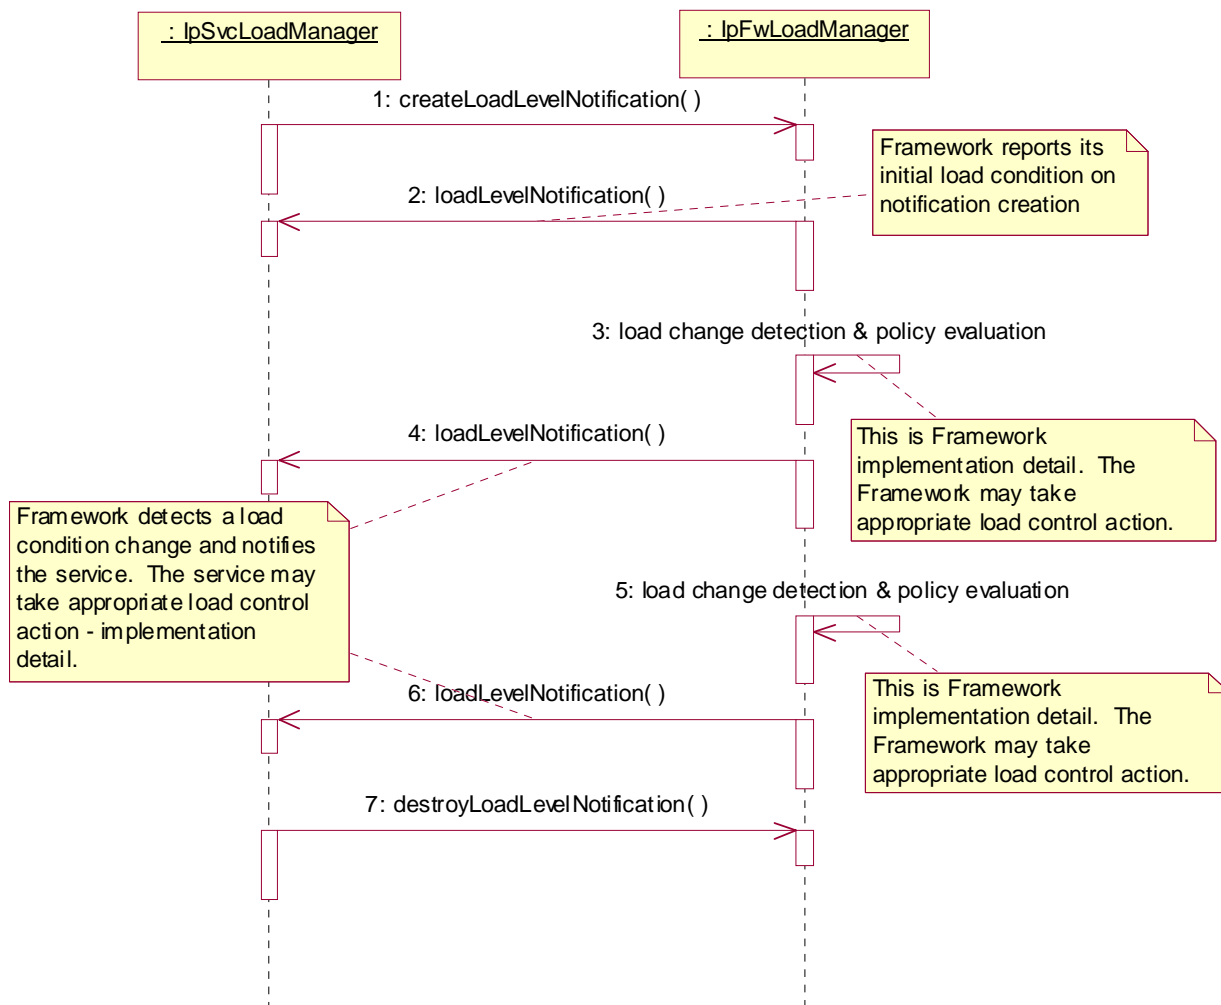 : IpSvcLoadManager
: IpFwLoadManager
1: createLoadLevelNotification( )
Framework reports its
initial load condition on
notification creation
2: loadLevelNotification( )
3: load change detection & policy evaluation
4: loadLevelNotification( )
This is Framework
implementation detail. The
Framework may take
appropriate load control action.
Framework detects a load
condition change and notifies
the service. The service may
take appropriate load control
action - implementation
detail.
5: load change detection & policy evaluation
6: loadLevelNotification( )
This is Framework
implementation detail. The
Framework may take
appropriate load control action.
7: destroyLoadLevelNotification( )